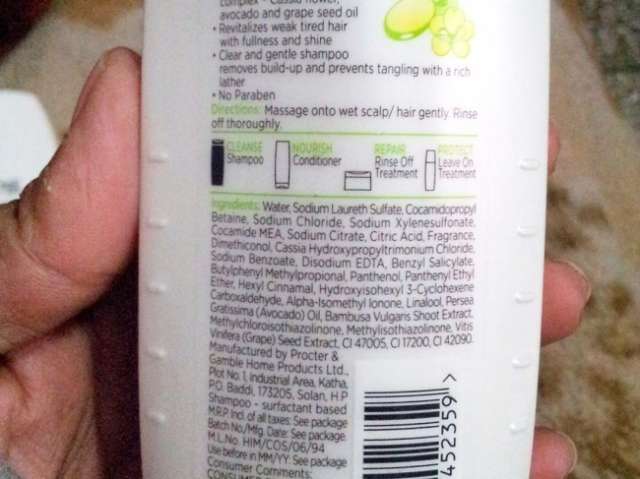 complex - Cassia flower,
avocado and grape seed oil
• Revitalizes weak tired hair
with fullness and shine
• Clear and gentle shampoo
removes build-up and prevents tangling with a rich
lather
• No Paraben
Directions: Massage onto wet scalp/ hair gently. Rinse
off thoroughly.
CLEANSE
Shampoo
NOURISH
Conditioner
REPAIR
Rinse Off
Treatment
PROTECT
Leave On
Treatment
Ingredients: Water, Sodium Laureth Sulfate, Cocamidopropyl
Betaine, Sodium Chloride, Sodium Xylenesulfonate,
Cocamide MEA, Sodium Citrate, Citric Acid, Fragrance,
Dimethiconol, Cassia Hydroxypropyltrimonium Chloride,
Sodium Benzoate, Disodium EDTA, Benzyl Salicylate,
Butylphenyl Methylpropional, Panthenol, Panthenyl Ethyl
Ether, Hexyl Cinnamal, Hydroxyisohexyl 3-Cyclohexene
Carboxaldehyde, Alpha-Isomethyl Ionone, Linalool, Persea
Gratissima (Avocado) Oil, Bambusa Vulgaris Shoot Extract,
Methylchloroisothiazolinone, Methylisothiazolinone, Vitis
Vinifera (Grape) Seed Extract, CI 47005, CI 17200, CI 42090.
Manufactured by Procter &
Gamble Home Products Ltd.,
Plot No. 1, Industrial Area, Katha,
P.O. Baddi, 173205, Solan, H.P
Shampoo - surfactant based
M.R.P. Incl. of all taxes: See package
Batch No./Mfg. Date: See package.
M.L.No. HIM/COS/06/94
Use before in MM/YY: See package
Consumer Comments:
452359 >